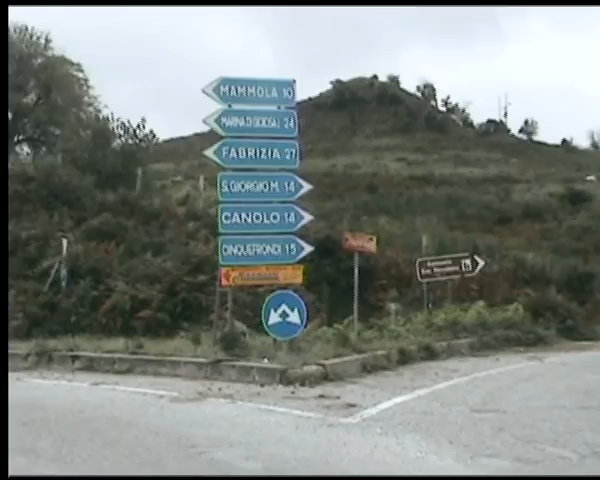 MAMMOLA 10
MARINA DI GIOIOSA I. 24
FABRIZIA 27
S. GIORGIO M. 14
CANOLO 14
CINQUEFRONDI 15